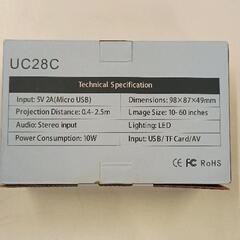 UC28C
Technical Specification
Input: 5V 2A(Micro USB)
Dimensions: 98×87×49mm
Projection Distance: 0.4-2.5m
Lmage Size: 10-60 inches
Audio: Stereo input
Lighting: LED
Power Consumption: 10W
Input: USB/TF Card/AV
CE FC RoHS